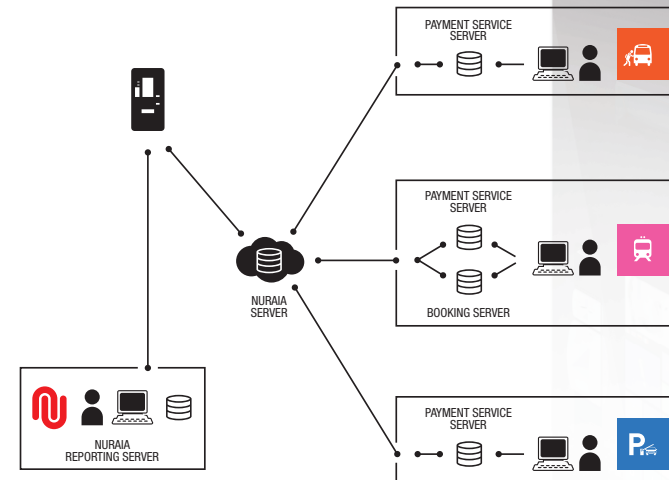 PAYMENT SERVICE
SERVER
PAYMENT SERVICE
SERVER
NURAIA
SERVER
BOOKING SERVER
PAYMENT SERVICE
SERVER
P
NURAIA
REPORTING SERVER